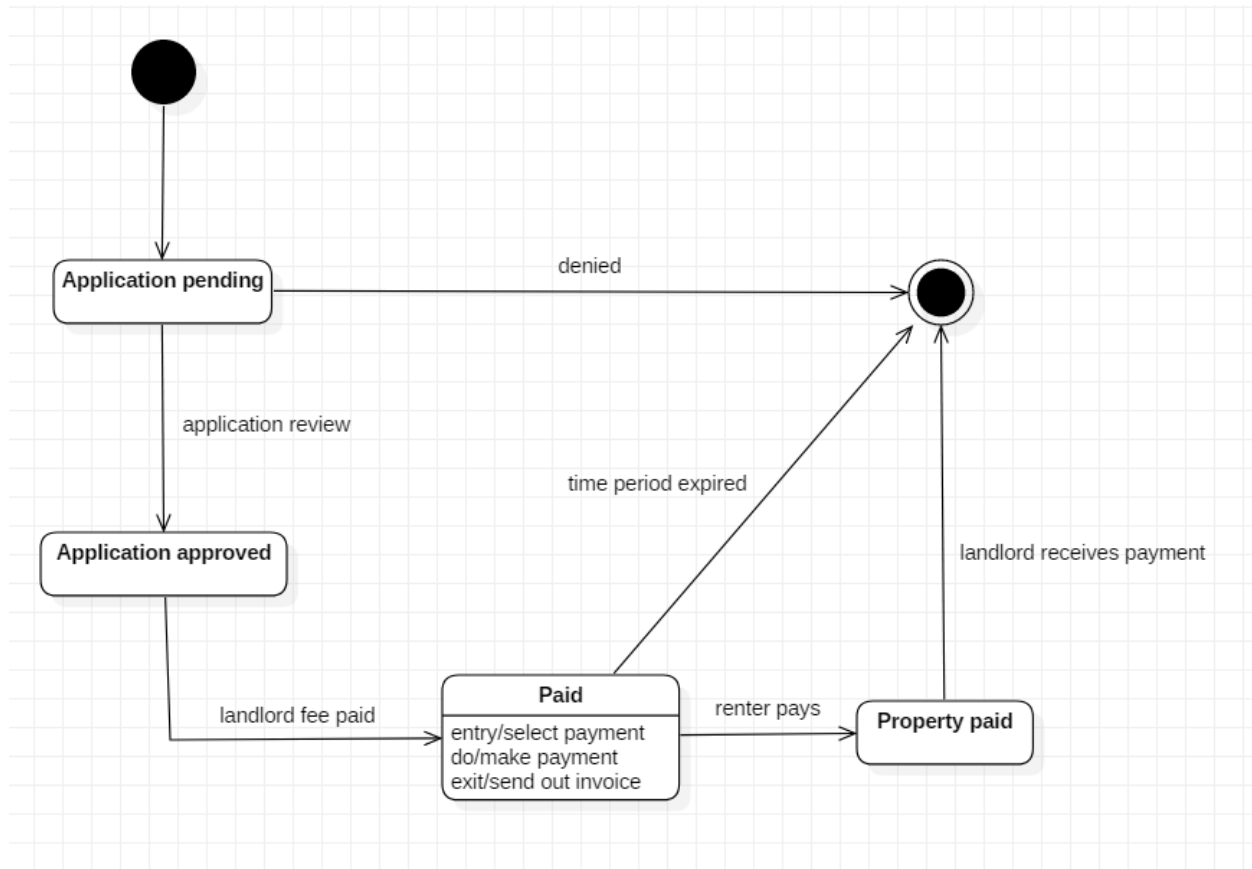 Application pending
denied
application review
time period expired
Application approved
landlord receives payment
landlord fee paid
Paid
entry/select payment
do/make payment
exit/send out invoice
renter pays
Property paid